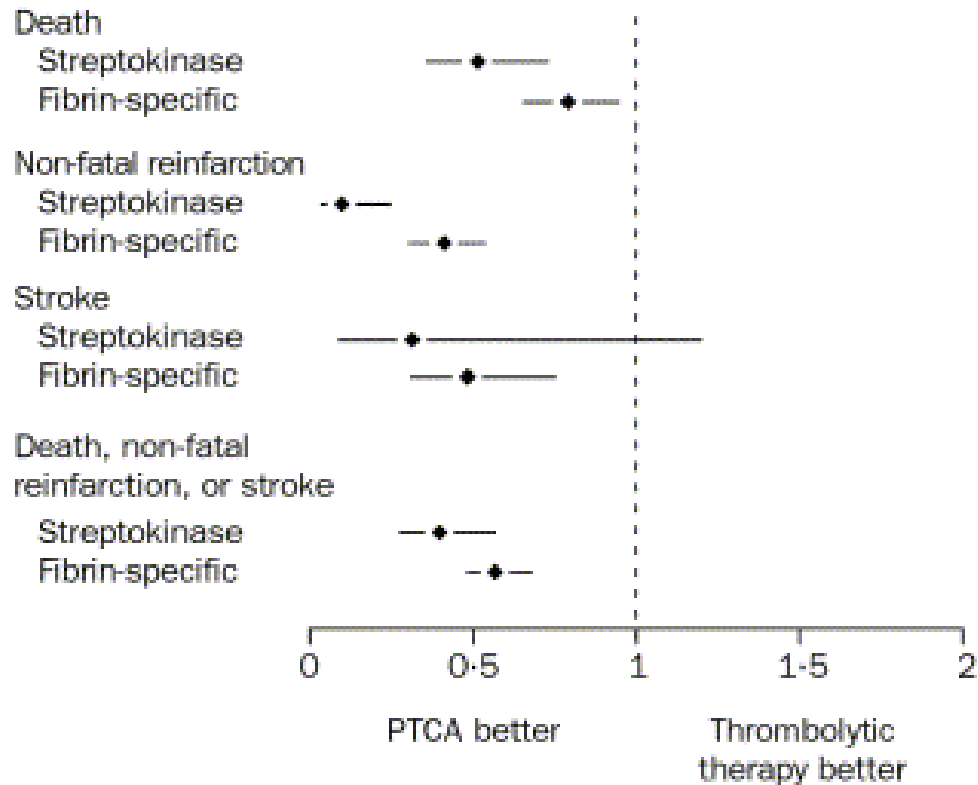 Death
Streptokinase
Fibrin-specific
Non-fatal reinfarction
Streptokinase
Fibrin-specific
Stroke
Streptokinase
Fibrin-specific
Death, non-fatal
reinfarction, or stroke
Streptokinase
Fibrin-specific
0 0·5 1 1·5 2
PTCA better Thrombolytic
therapy better